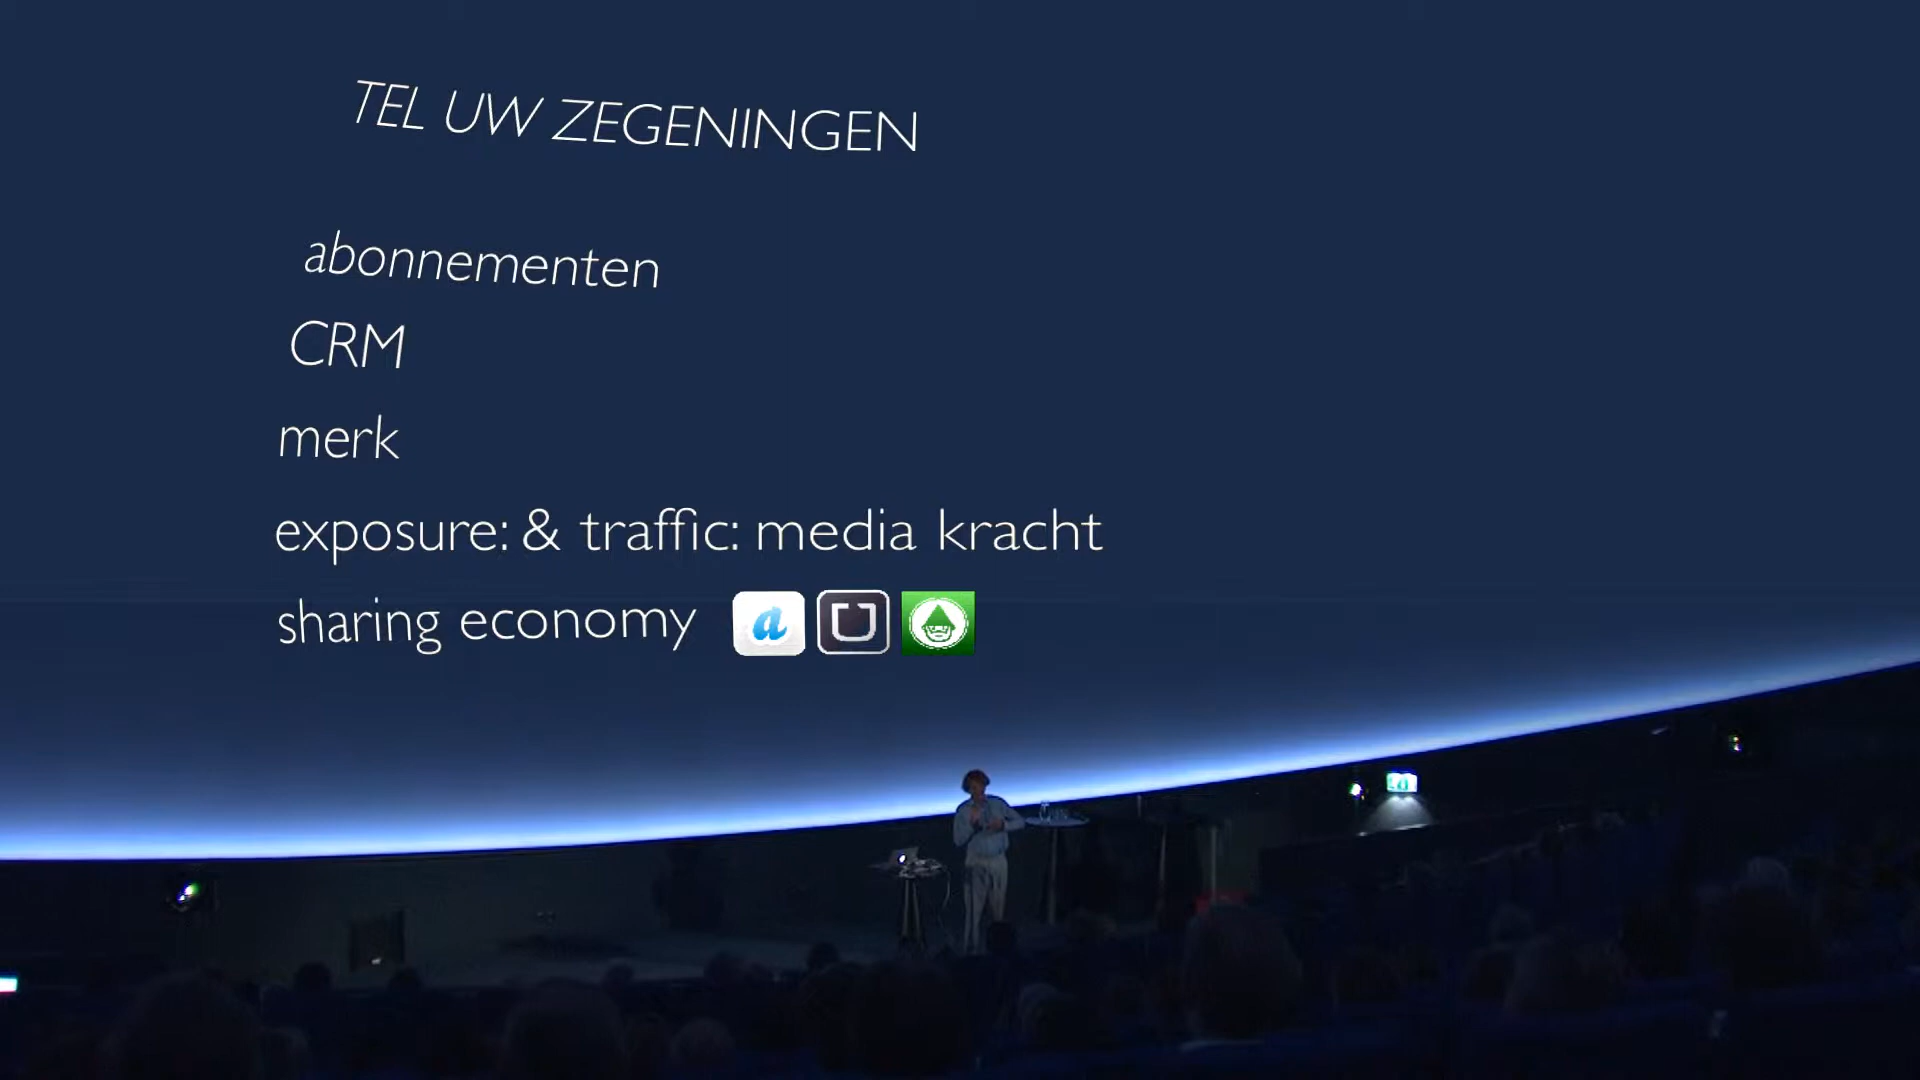 TEL UW ZEGENINGEN
abonnementen
CRM
merk
exposure: & traffic: media kracht
sharing economy a U